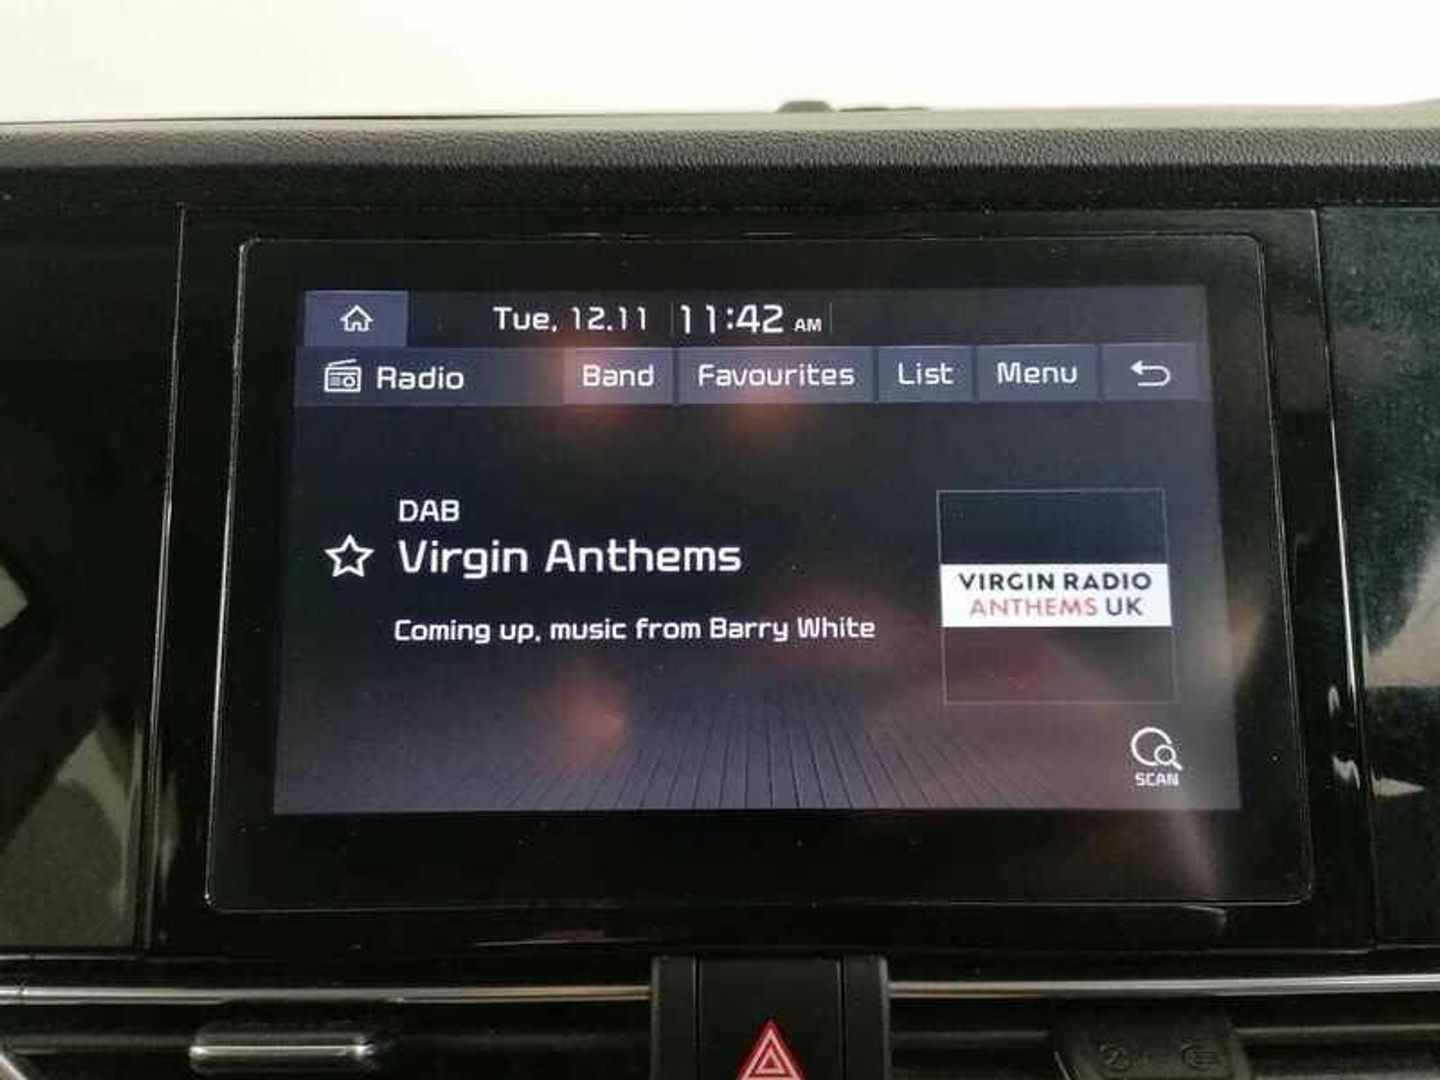 Tue, 12.11 11:42 AM
Radio Band Favourites List Menu
DAB
Virgin Anthems
Coming up, music from Barry White
VIRGIN RADIO
ANTHEMS UK
SCAN